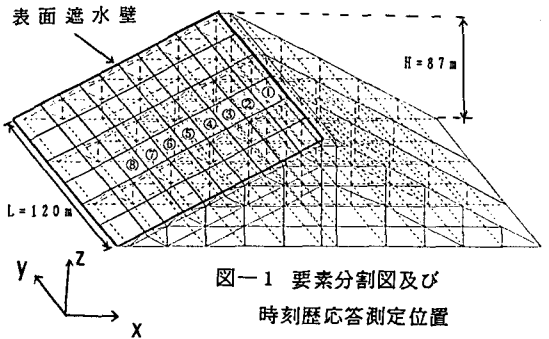 表面遮水壁
H=87m
①
②
③
④
⑤
⑥
⑦
⑧
L=120m
y
z
x
図－1 要素分割図及び
時刻歴応答測定位置